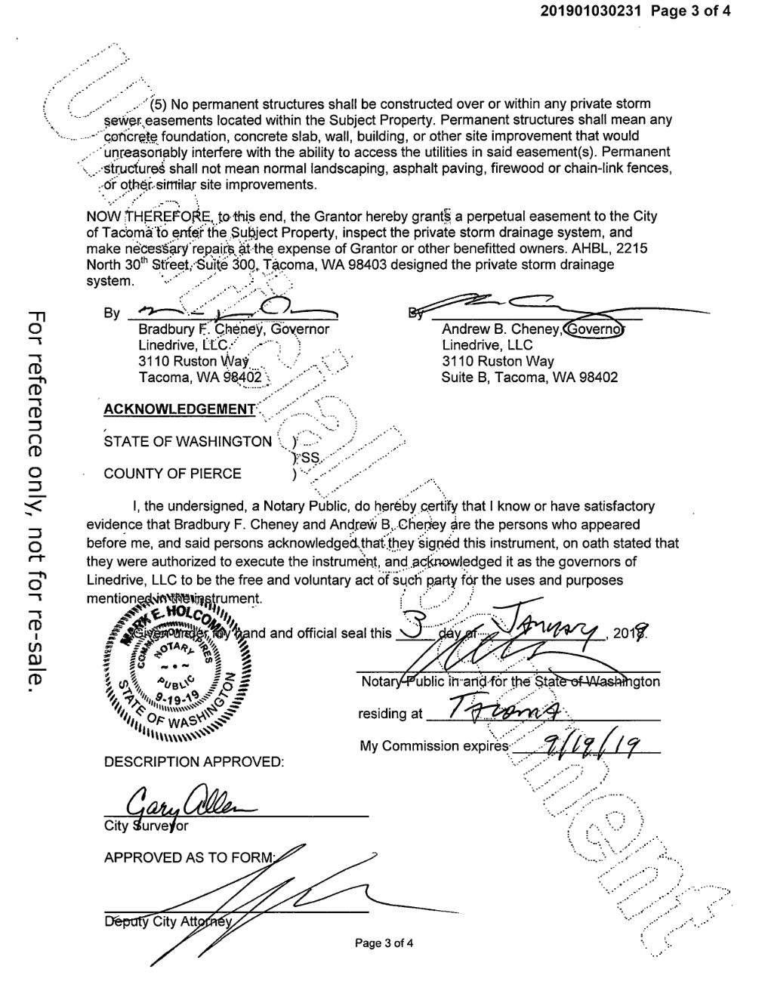 201901030231 Page 3 of 4
(5) No permanent structures shall be constructed over or within any private storm
sewer easements located within the Subject Property. Permanent structures shall mean any
concrete foundation, concrete slab, wall, building, or other site improvement that would
unreasonably interfere with the ability to access the utilities in said easement(s). Permanent
structures shall not mean normal landscaping, asphalt paving, firewood or chain-link fences,
or other similar site improvements.
NOW THEREFORE, to this end, the Grantor hereby grants a perpetual easement to the City
of Tacoma to enter the Subject Property, inspect the private storm drainage system, and
make necessary repairs at the expense of Grantor or other benefitted owners. AHBL, 2215
North 30th Street, Suite 300, Tacoma, WA 98403 designed the private storm drainage
system.
By
Bradbury F. Cheney, Governor
Linedrive, LLC
3110 Ruston Way
Tacoma, WA 98402
By
Andrew B. Cheney, Governor
Linedrive, LLC
3110 Ruston Way
Suite B, Tacoma, WA 98402
ACKNOWLEDGEMENT
STATE OF WASHINGTON )
) SS
COUNTY OF PIERCE )
I, the undersigned, a Notary Public, do hereby certify that I know or have satisfactory
evidence that Bradbury F. Cheney and Andrew B. Cheney are the persons who appeared
before me, and said persons acknowledged that they signed this instrument, on oath stated that
they were authorized to execute the instrument, and acknowledged it as the governors of
Linedrive, LLC to be the free and voluntary act of such party for the uses and purposes
mentioned in the instrument.
Given under my hand and official seal this 3 day of January, 2018.
MARK E. HOLCOMB
COMMISSION EXPIRES
NOTARY
PUBLIC
9-19-19
STATE OF WASHINGTON
Notary Public in and for the State of Washington
residing at Tacoma
My Commission expires 9/19/19
DESCRIPTION APPROVED:
Gary Allen
City Surveyor
APPROVED AS TO FORM:
Deputy City Attorney
Page 3 of 4
For reference only, not for re-sale.
Unofficial Document